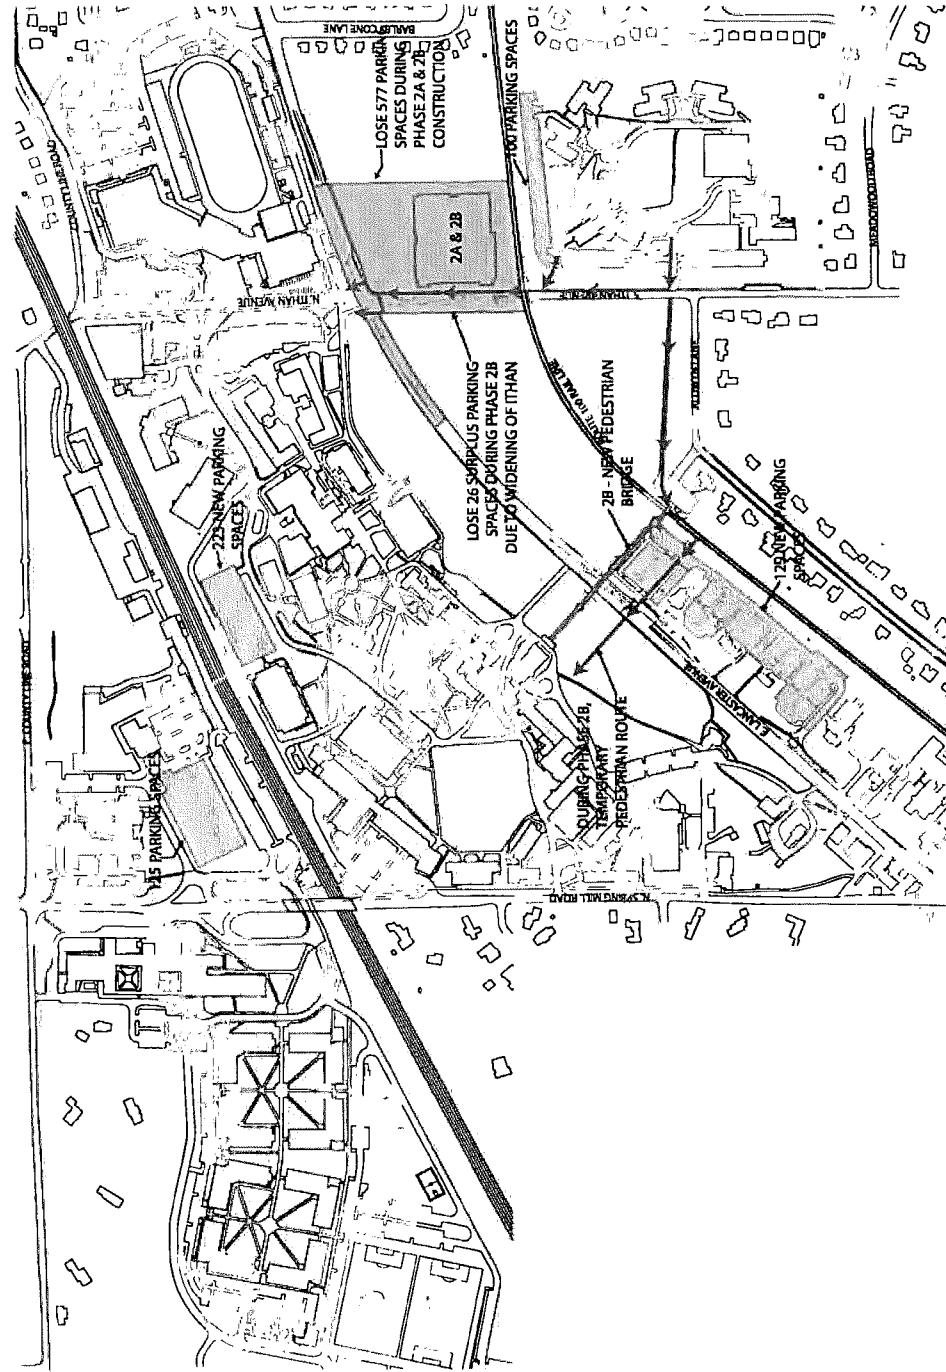 BARLEYCONE LANE
LOSE 577 PARKING
SPACES DURING
PHASE 2A & 2B
CONSTRUCTION
100 PARKING SPACES
COUNTY LINE ROAD
2A & 2B
MEADOWOOD ROAD
N. ITHAN AVENUE
S. ITHAN AVENUE
LOSE 26 SURPLUS PARKING
SPACES DURING PHASE 2B
DUE TO WIDENING OF ITHAN
ROUTE 100 RAIL LINE
2B - NEW PEDESTRIAN
BRIDGE
223 NEW PARKING
SPACES
129 NEW PARKING
SPACES
E. COUNTY LINE ROAD
E. LANCASTER AVENUE
DURING PHASE 2B,
TEMPORARY
PEDESTRIAN ROUTE
125 PARKING SPACES
N. SPRING MILL ROAD